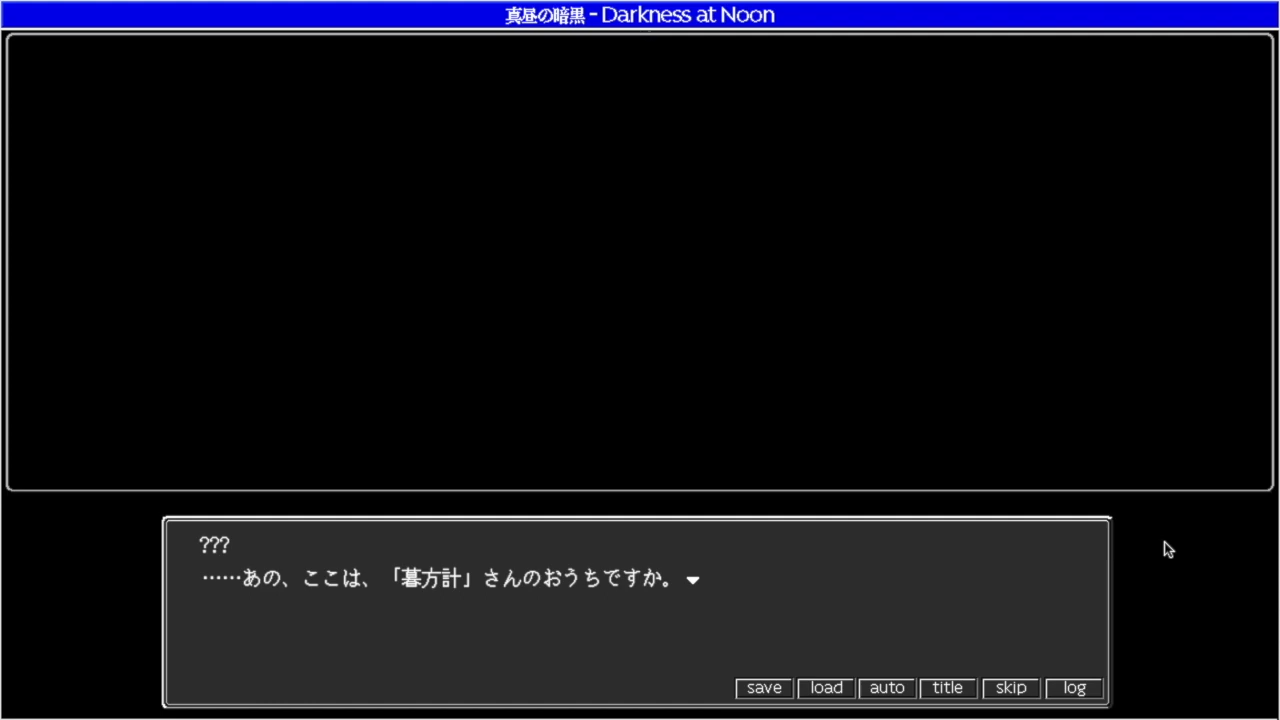 真昼の暗黒 - Darkness at Noon
???
……あの、ここは、「暮方計」さんのおうちですか。
save load auto title skip log